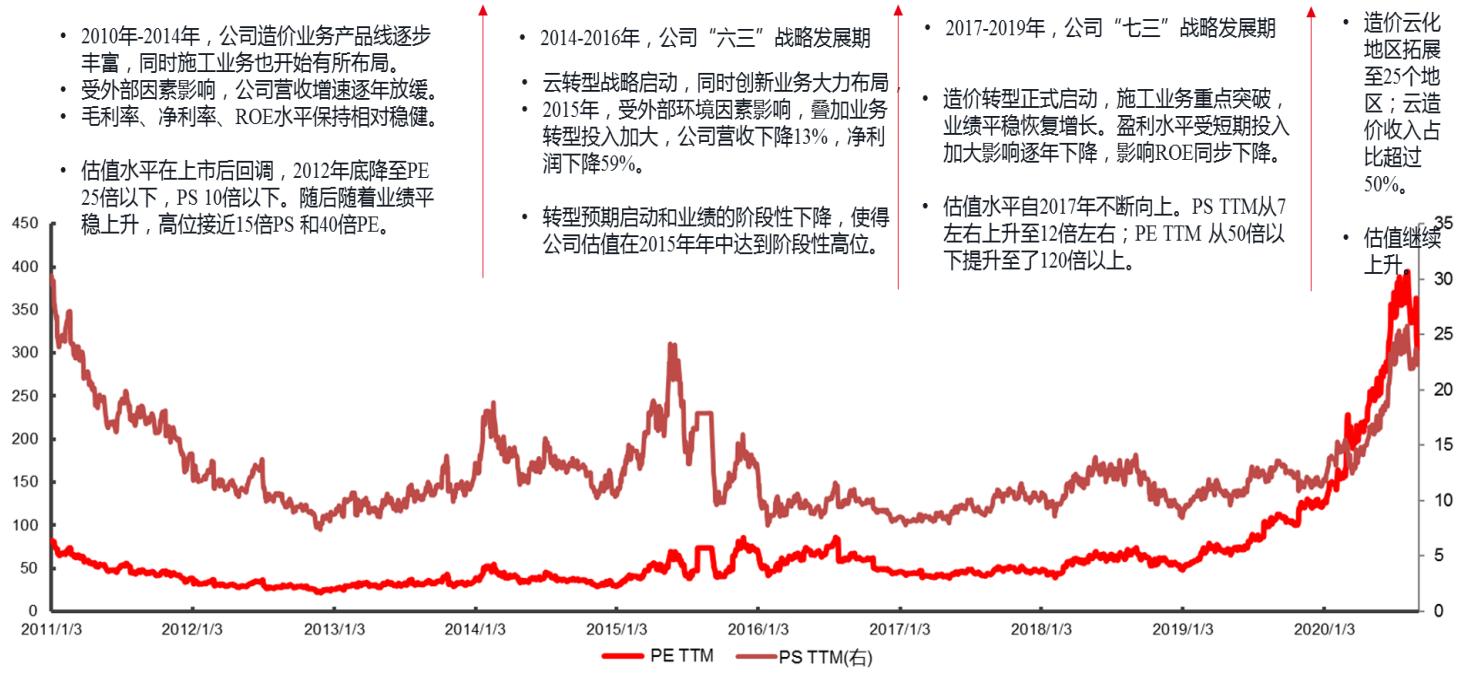 • 2010年-2014年，公司造价业务产品线逐步
丰富，同时施工业务也开始有所布局。
• 受外部因素影响，公司营收增速逐年放缓。
• 毛利率、净利率、ROE水平保持相对稳健。
• 估值水平在上市后回调，2012年底降至PE
25倍以下，PS 10倍以下。随后随着业绩平
稳上升，高位接近15倍PS 和40倍PE。
• 2014-2016年，公司“六三”战略发展期
• 云转型战略启动，同时创新业务大力布局，
• 2015年，受外部环境因素影响，叠加业务
转型投入加大，公司营收下降13%，净利
润下降59%。
• 转型预期启动和业绩的阶段性下降，使得
公司估值在2015年年中达到阶段性高位。
• 2017-2019年，公司“七三”战略发展期
• 造价转型正式启动，施工业务重点突破，
业绩平稳恢复增长。盈利水平受短期投入
加大影响逐年下降，影响ROE同步下降。
• 估值水平自2017年不断向上。PS TTM从7
左右上升至12倍左右；PE TTM 从50倍以
下提升至了120倍以上。
• 造价云化
地区拓展
至25个地
区；云造
价收入占
比超过
50%。
• 估值继续
上升。
450
400
350
300
250
200
150
100
50
0
35
30
25
20
15
10
5
0
2011/1/3 2012/1/3 2013/1/3 2014/1/3 2015/1/3 2016/1/3 2017/1/3 2018/1/3 2019/1/3 2020/1/3
PE TTM PS TTM(右)